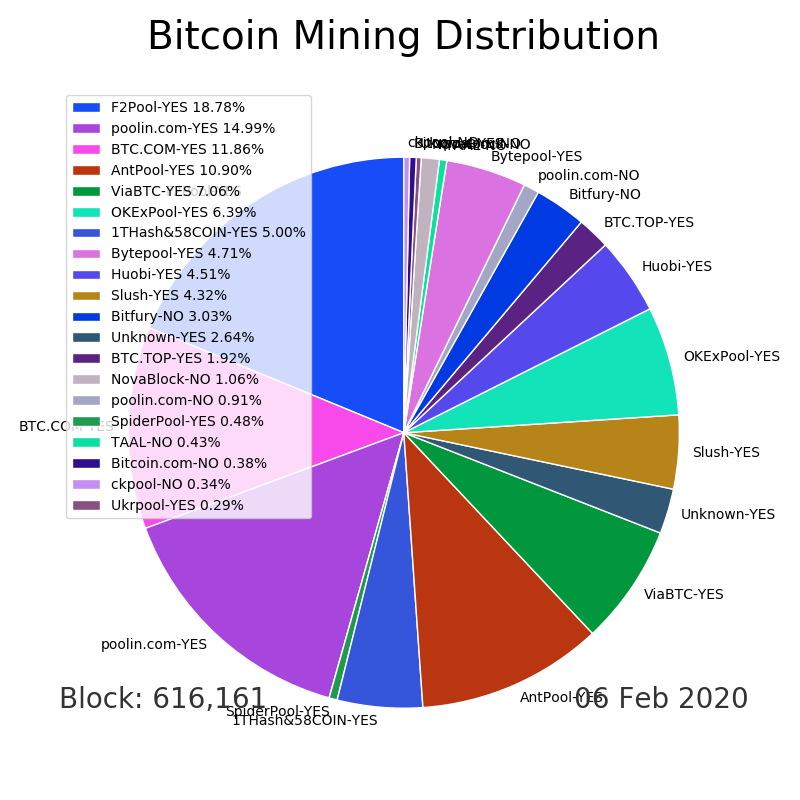 Bitcoin Mining Distribution
F2Pool-YES 18.78%
poolin.com-YES 14.99%
BTC.COM-YES 11.86%
AntPool-YES 10.90%
ViaBTC-YES 7.06%
OKExPool-YES 6.39%
1THash&58COIN-YES 5.00%
Bytepool-YES 4.71%
Huobi-YES 4.51%
Slush-YES 4.32%
Bitfury-NO 3.03%
Unknown-YES 2.64%
BTC.TOP-YES 1.92%
NovaBlock-NO 1.06%
poolin.com-NO 0.91%
SpiderPool-YES 0.48%
TAAL-NO 0.43%
Bitcoin.com-NO 0.38%
ckpool-NO 0.34%
Ukrpool-YES 0.29%
Bytepool-YES
poolin.com-NO
Bitfury-NO
BTC.TOP-YES
Huobi-YES
OKExPool-YES
Slush-YES
Unknown-YES
ViaBTC-YES
AntPool-YES
1THash&58COIN-YES
SpiderPool-YES
poolin.com-YES
BTC.COM-YES
Block: 616,161
06 Feb 2020